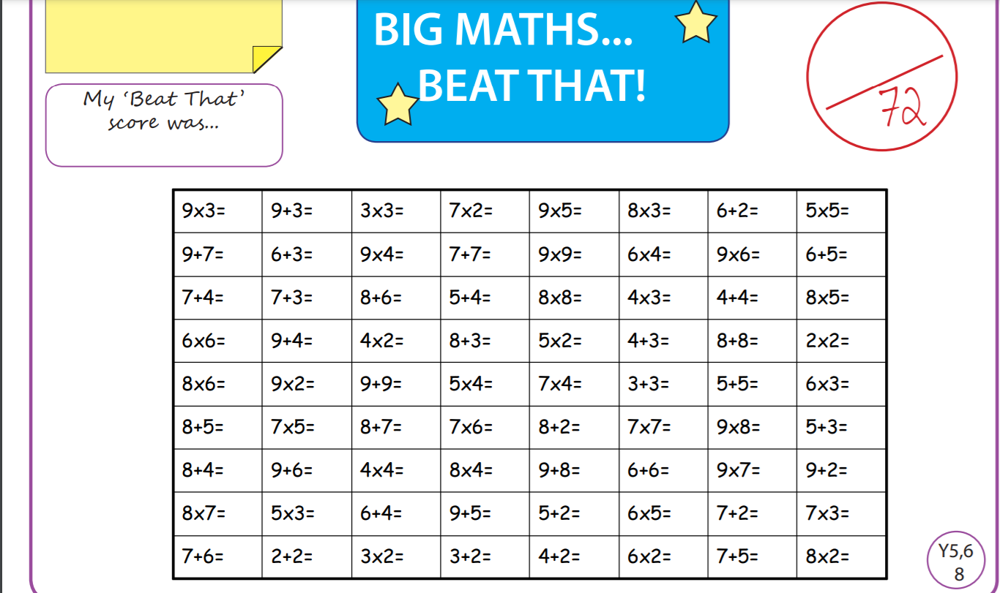 BIG MATHS...
BEAT THAT!
My ‘Beat That’
score was...
72
9x3= 9+3= 3x3= 7x2= 9x5= 8x3= 6+2= 5x5=
9+7= 6+3= 9x4= 7+7= 9x9= 6x4= 9x6= 6+5=
7+4= 7+3= 8+6= 5+4= 8x8= 4x3= 4+4= 8x5=
6x6= 9+4= 4x2= 8+3= 5x2= 4+3= 8+8= 2x2=
8x6= 9x2= 9+9= 5x4= 7x4= 3+3= 5+5= 6x3=
8+5= 7x5= 8+7= 7x6= 8+2= 7x7= 9x8= 5+3=
8+4= 9+6= 4x4= 8x4= 9+8= 6+6= 9x7= 9+2=
8x7= 5x3= 6+4= 9+5= 5+2= 6x5= 7+2= 7x3=
7+6= 2+2= 3x2= 3+2= 4+2= 6x2= 7+5= 8x2=
Y5,6
8